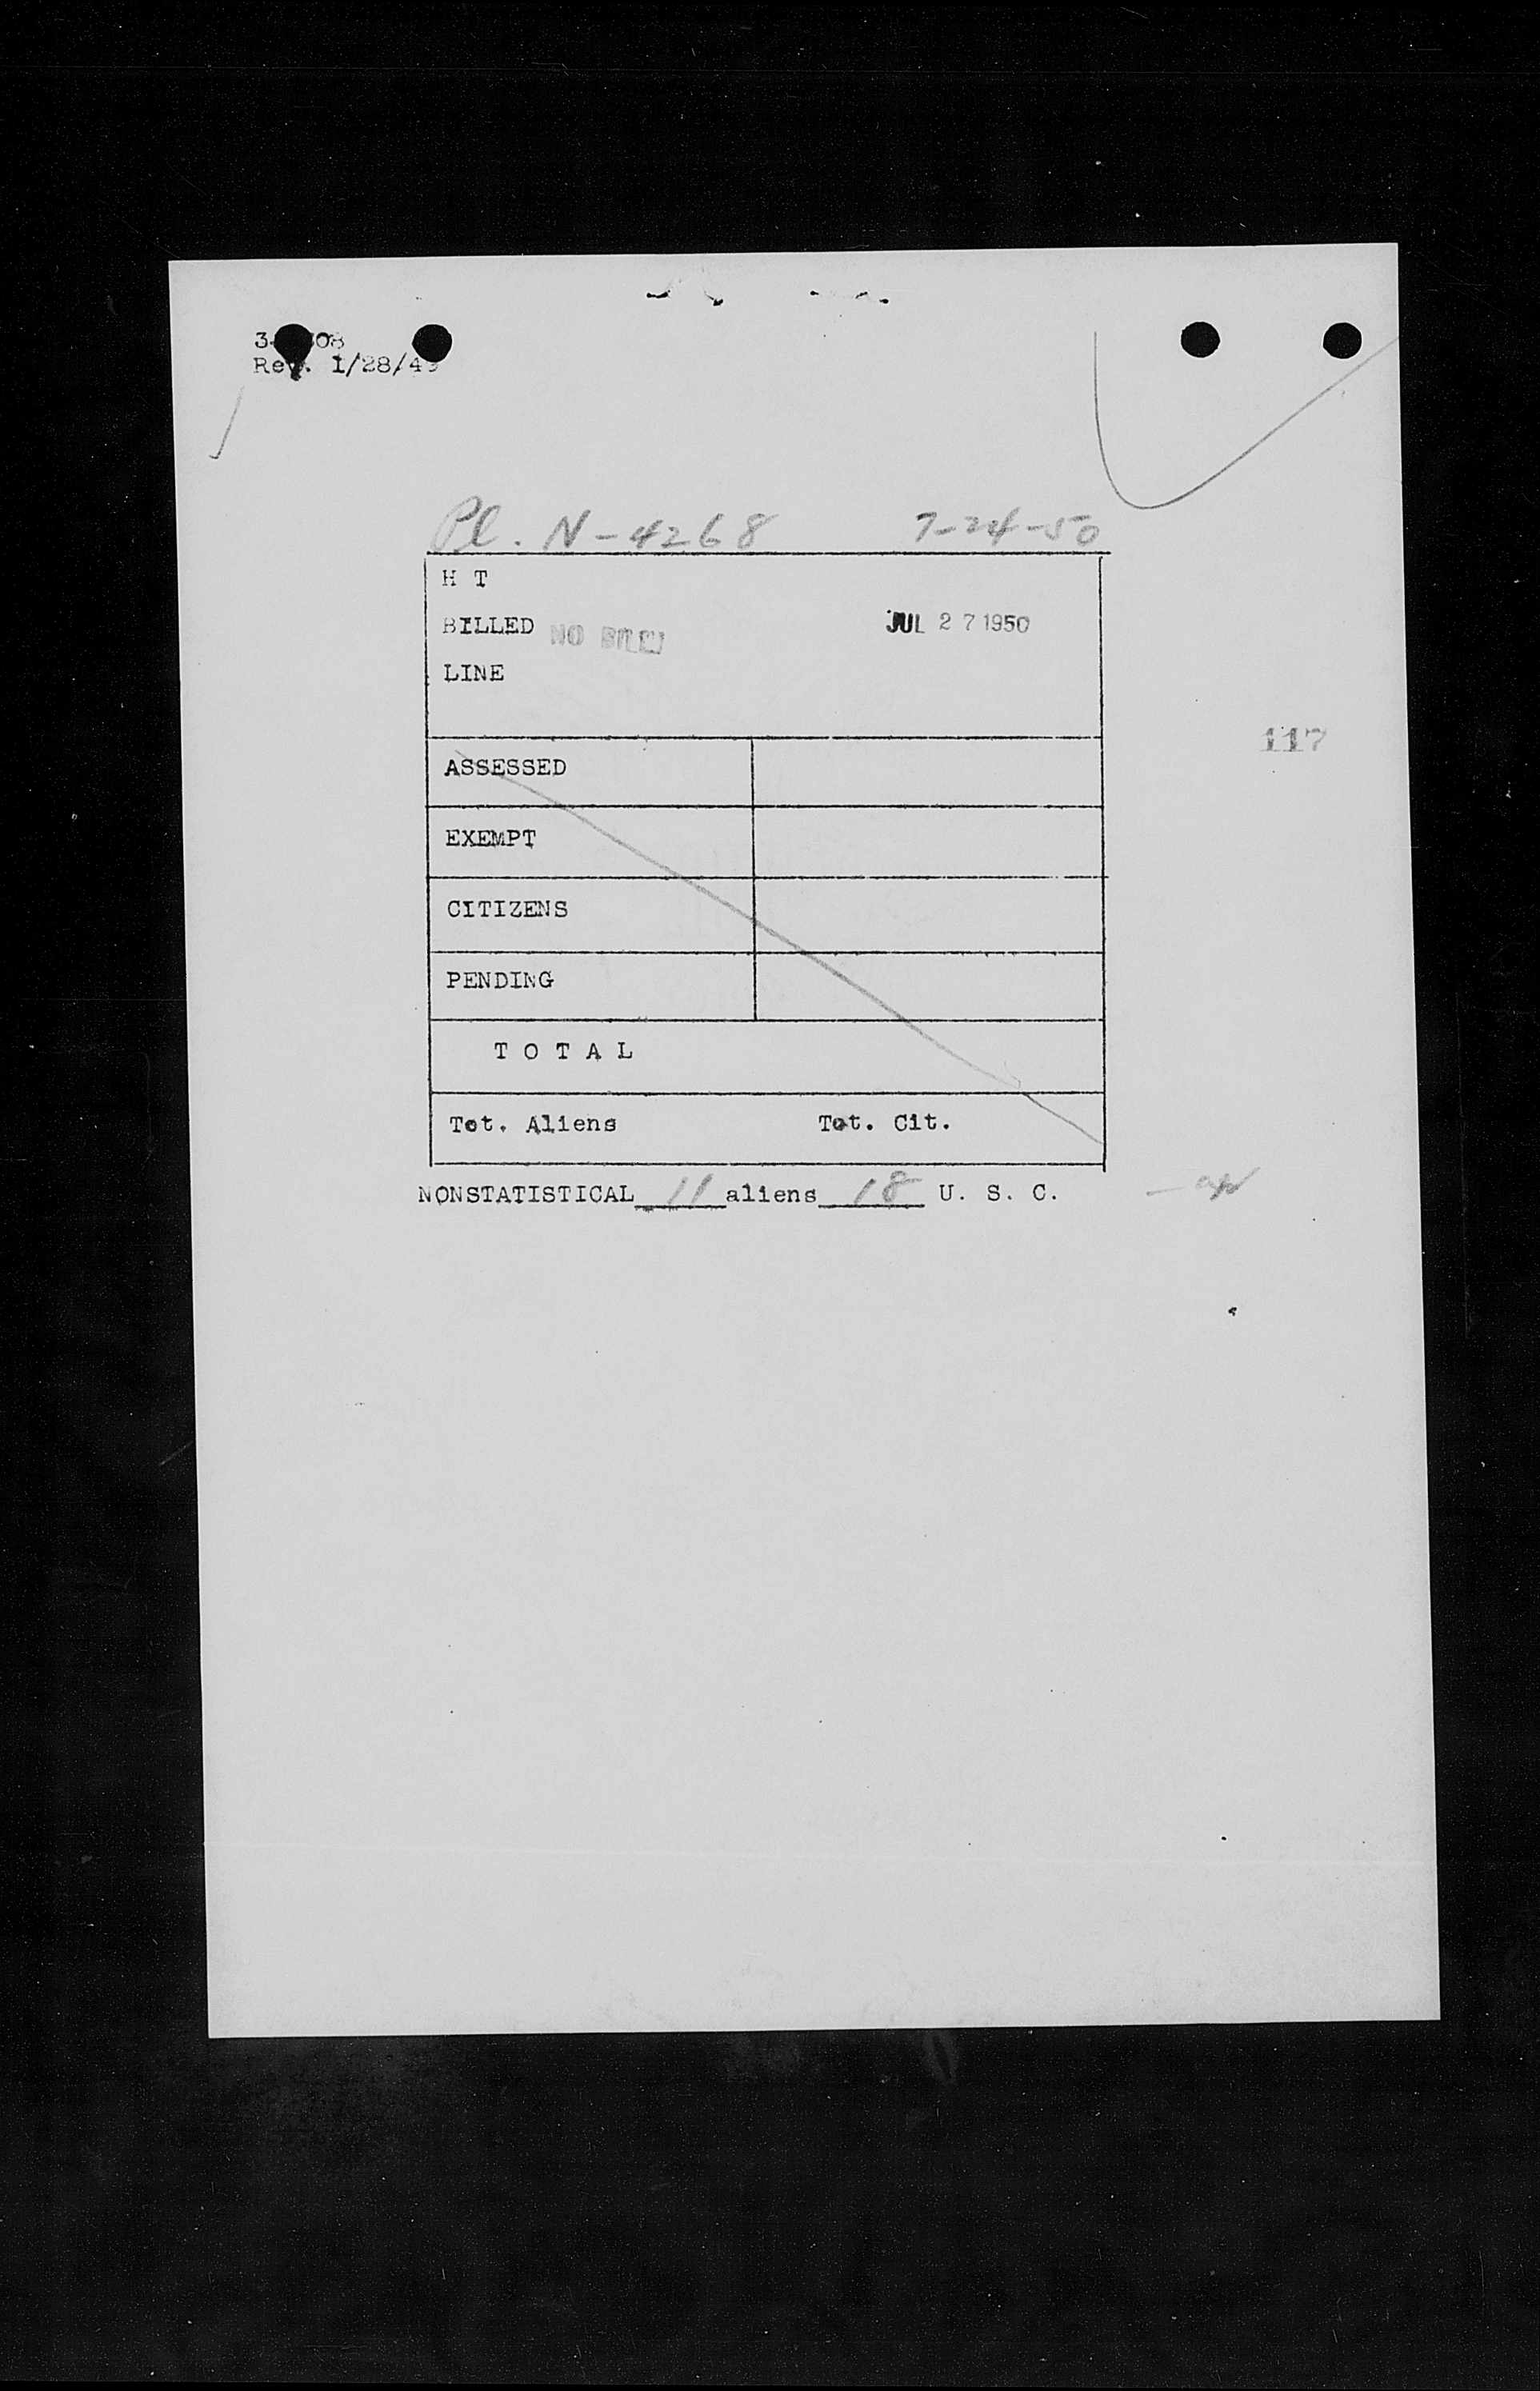 Rev. 1/28/49
Pl. N-4268 7-24-50
H T
BILLED NO BILL JUL 27 1950
LINE
117
ASSESSED
EXEMPT
CITIZENS
PENDING
T O T A L
Tot. Aliens Tot. Cit.
NONSTATISTICAL 11 aliens 18 U. S. C.